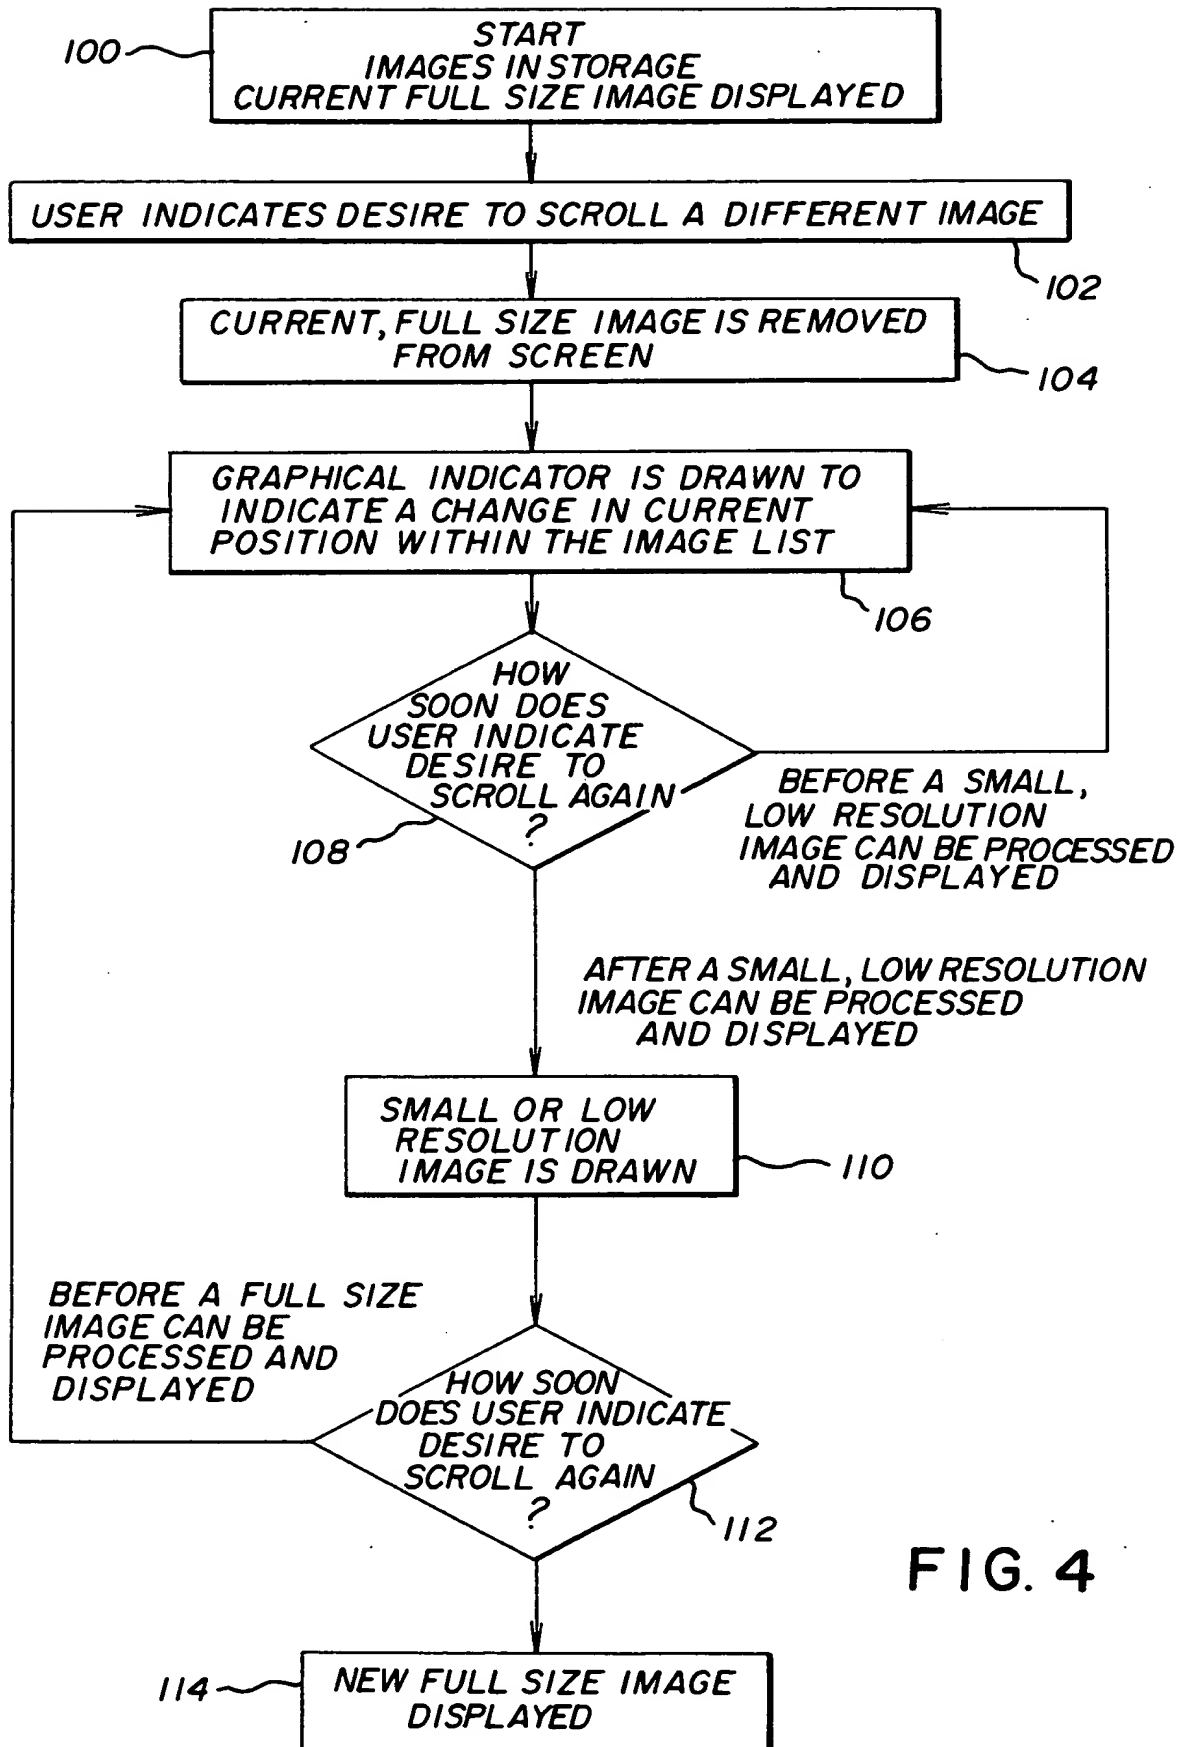 100
START
IMAGES IN STORAGE
CURRENT FULL SIZE IMAGE DISPLAYED
USER INDICATES DESIRE TO SCROLL A DIFFERENT IMAGE
102
CURRENT, FULL SIZE IMAGE IS REMOVED
FROM SCREEN
104
GRAPHICAL INDICATOR IS DRAWN TO
INDICATE A CHANGE IN CURRENT
POSITION WITHIN THE IMAGE LIST
106
HOW
SOON DOES
USER INDICATE
DESIRE TO
SCROLL AGAIN
?
108
BEFORE A SMALL,
LOW RESOLUTION
IMAGE CAN BE PROCESSED
AND DISPLAYED
AFTER A SMALL, LOW RESOLUTION
IMAGE CAN BE PROCESSED
AND DISPLAYED
SMALL OR LOW
RESOLUTION
IMAGE IS DRAWN
110
BEFORE A FULL SIZE
IMAGE CAN BE
PROCESSED AND
DISPLAYED
HOW SOON
DOES USER INDICATE
DESIRE TO
SCROLL AGAIN
?
112
FIG. 4
114
NEW FULL SIZE IMAGE
DISPLAYED